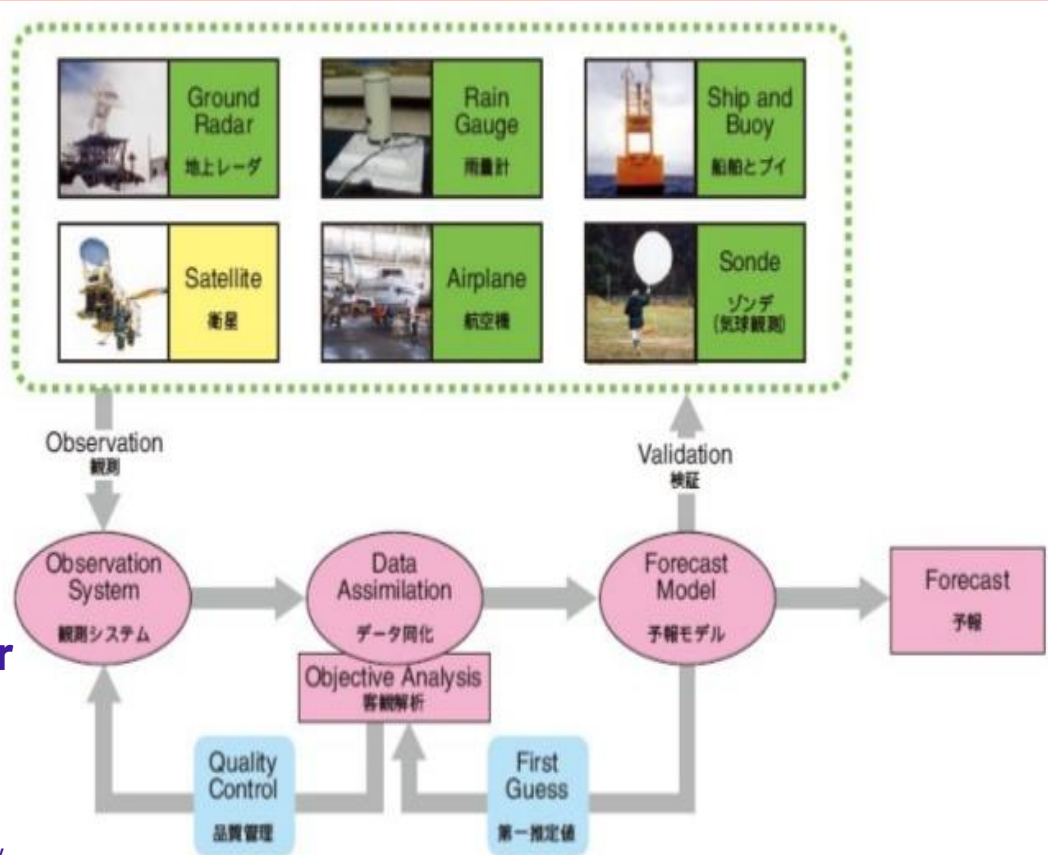 Ground
Radar
地上レーダ
Rain
Gauge
雨量計
Ship and
Buoy
船舶とブイ
Satellite
衛星
Airplane
航空機
Sonde
ゾンデ
(気球観測)
Observation
観測
Validation
検証
Observation
System
観測システム
Data
Assimilation
データ同化
Objective Analysis
客観解析
Forecast
Model
予報モデル
Forecast
予報
r
Quality
Control
品質管理
First
Guess
第一推定値